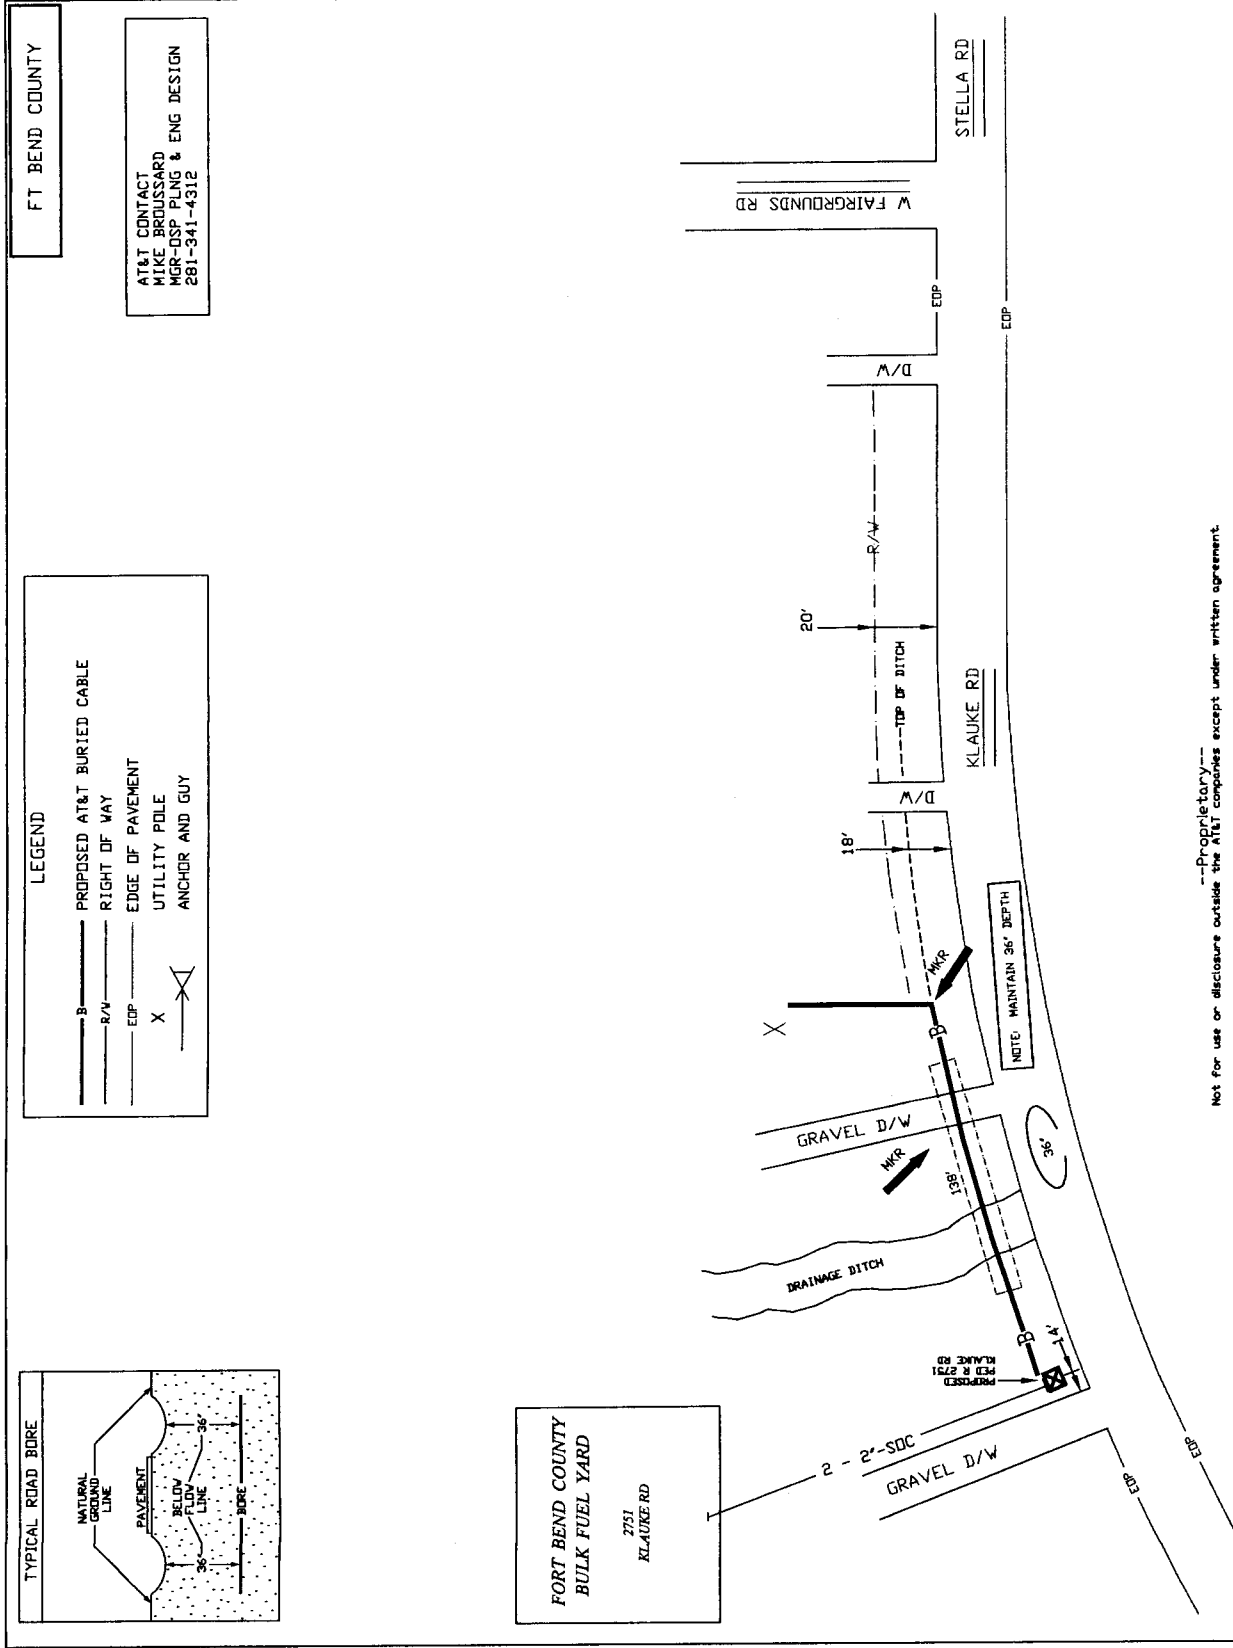 TYPICAL ROAD BORE
NATURAL
GROUND
LINE
PAVEMENT
BELOW
FLOW
LINE
36"
36"
BORE
LEGEND
B PROPOSED AT&T BURIED CABLE
R/W RIGHT OF WAY
EOP EDGE OF PAVEMENT
X UTILITY POLE
ANCHOR AND GUY
FT BEND COUNTY
AT&T CONTACT
MIKE BROUSSARD
MGR-OSP PLNG & ENG DESIGN
281-341-4312
FORT BEND COUNTY
BULK FUEL YARD
2751
KLAUKE RD
2 - 2"-SDC
GRAVEL D/W
PROPOSED
PED R 2751
KLAUKE RD
14'
B
DRAINAGE DITCH
138'
MKR
GRAVEL D/W
X
B
MKR
36'
NOTE: MAINTAIN 36" DEPTH
18'
D/W
TOP OF DITCH
20'
R/W
KLAUKE RD
D/W
EOP
EOP
W FAIRGROUNDS RD
STELLA RD
EOP
EOP
--Proprietary--
Not for use or disclosure outside the AT&T companies except under written agreement.